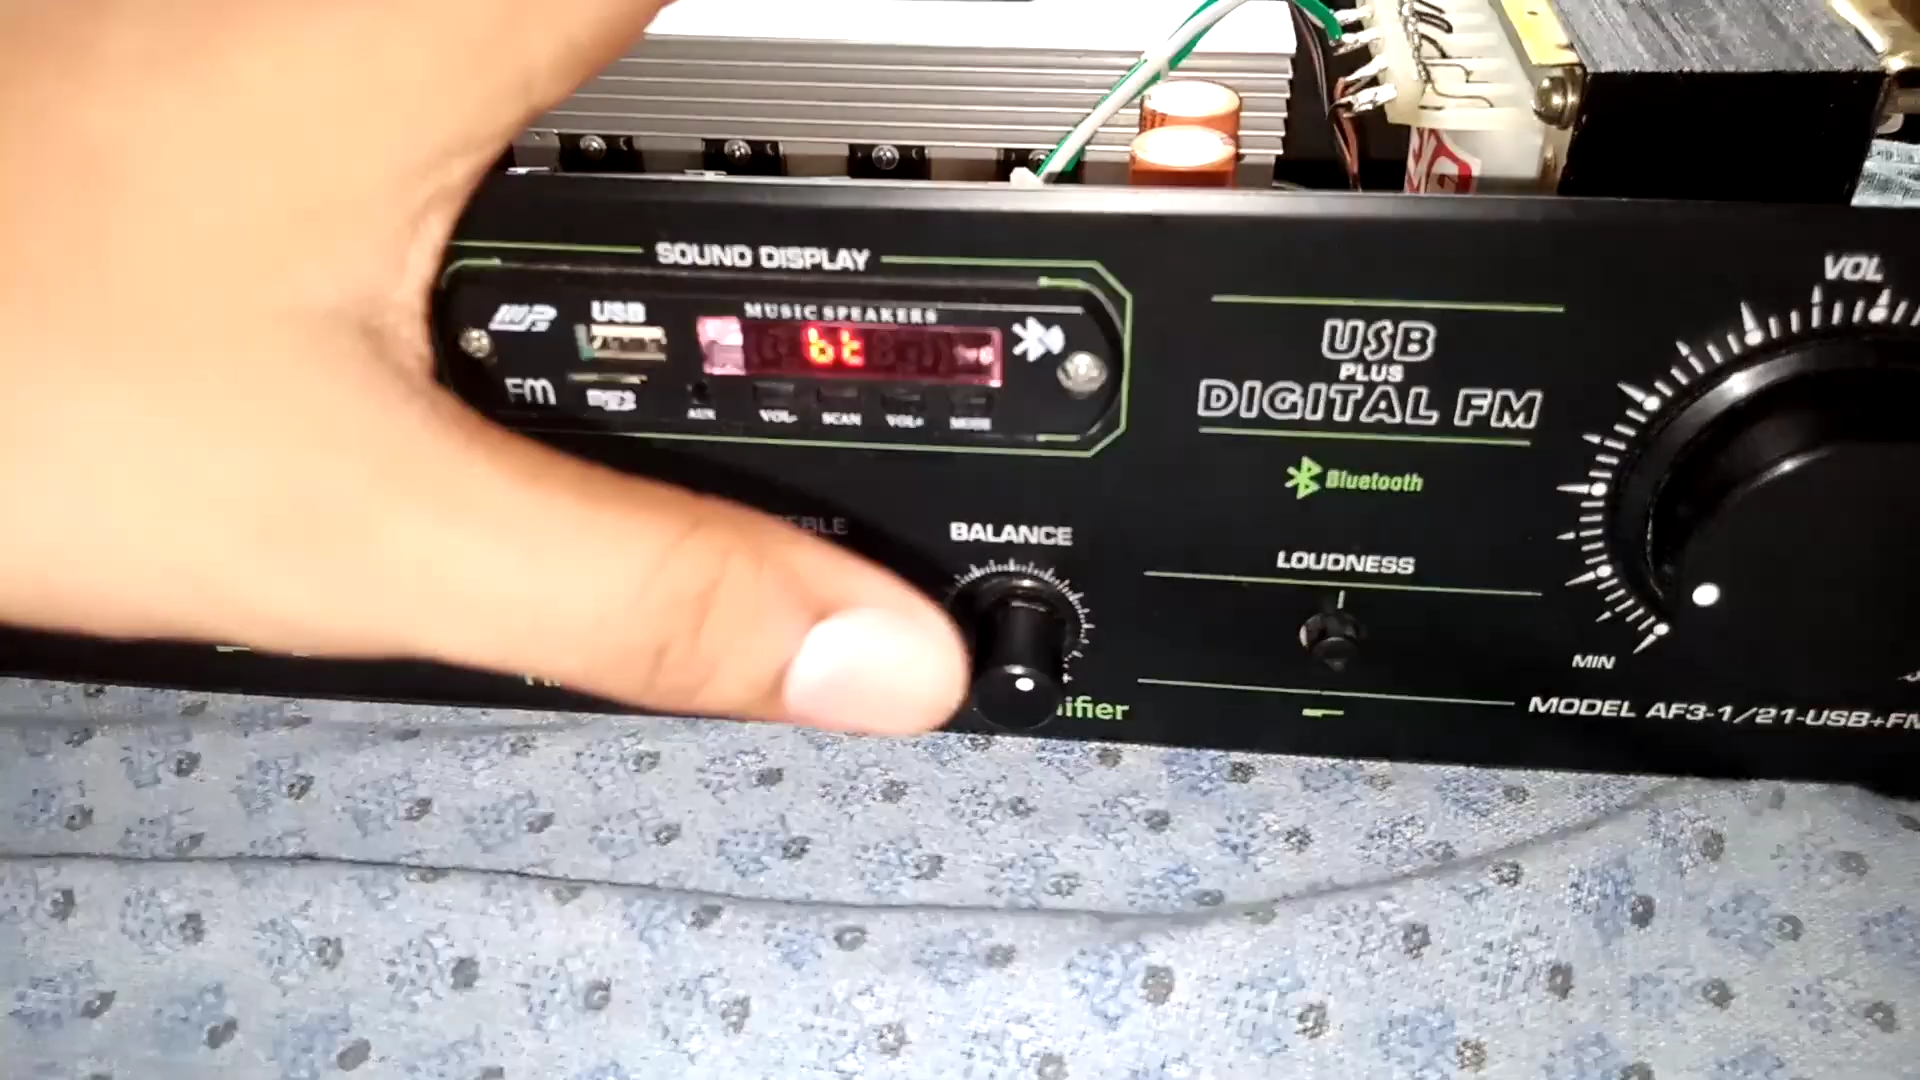 SOUND DISPLAY
USB
MUSIC SPEAKERS
bt
FM
AUX
VOL-
SCAN
VOL+
MODE
USB
PLUS
DIGITAL FM
Bluetooth
VOL
BALANCE
LOUDNESS
MIN
ifier
MODEL AF3-1/21-USB+FM